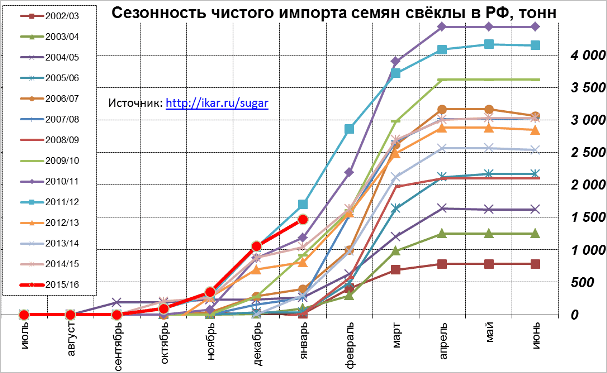 Сезонность чистого импорта семян свёклы в РФ, тонн
2002/03
2003/04
2004/05
2005/06
2006/07
2007/08
2008/09
2009/10
2010/11
2011/12
2012/13
2013/14
2014/15
2015/16
Источник: http://ikar.ru/sugar
4 500
4 000
3 500
3 000
2 500
2 000
1 500
1 000
500
0
июль
август
сентябрь
октябрь
ноябрь
декабрь
январь
февраль
март
апрель
май
июнь